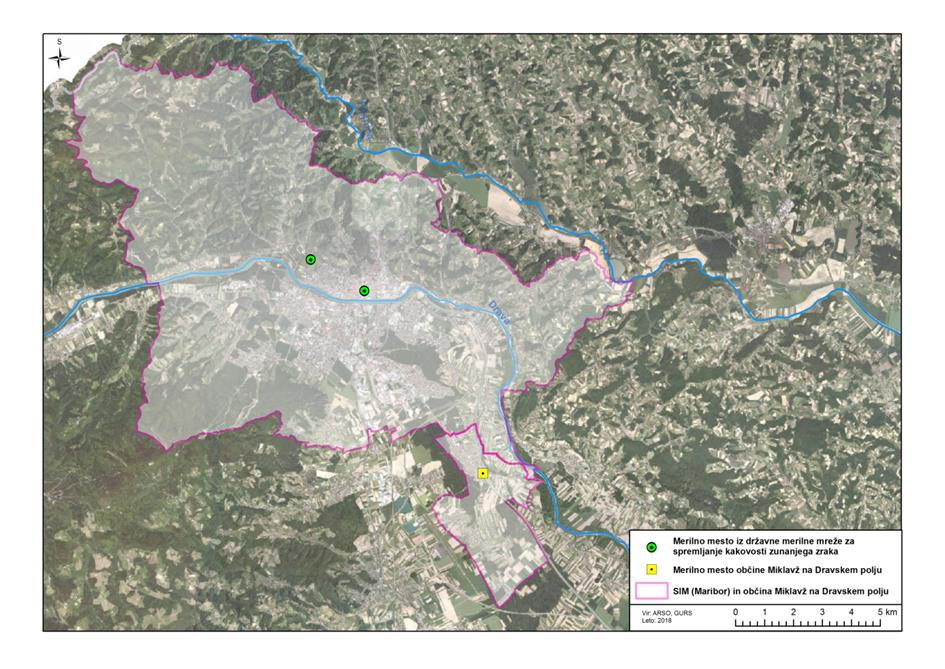 S
Drava
Merilno mesto iz državne merilne mreže za
spremljanje kakovosti zunanjega zraka
Merilno mesto občine Miklavž na Dravskem polju
SIM (Maribor) in občina Miklavž na Dravskem polju
Vir: ARSO, GURS
Leto: 2018
0 1 2 3 4 5 km